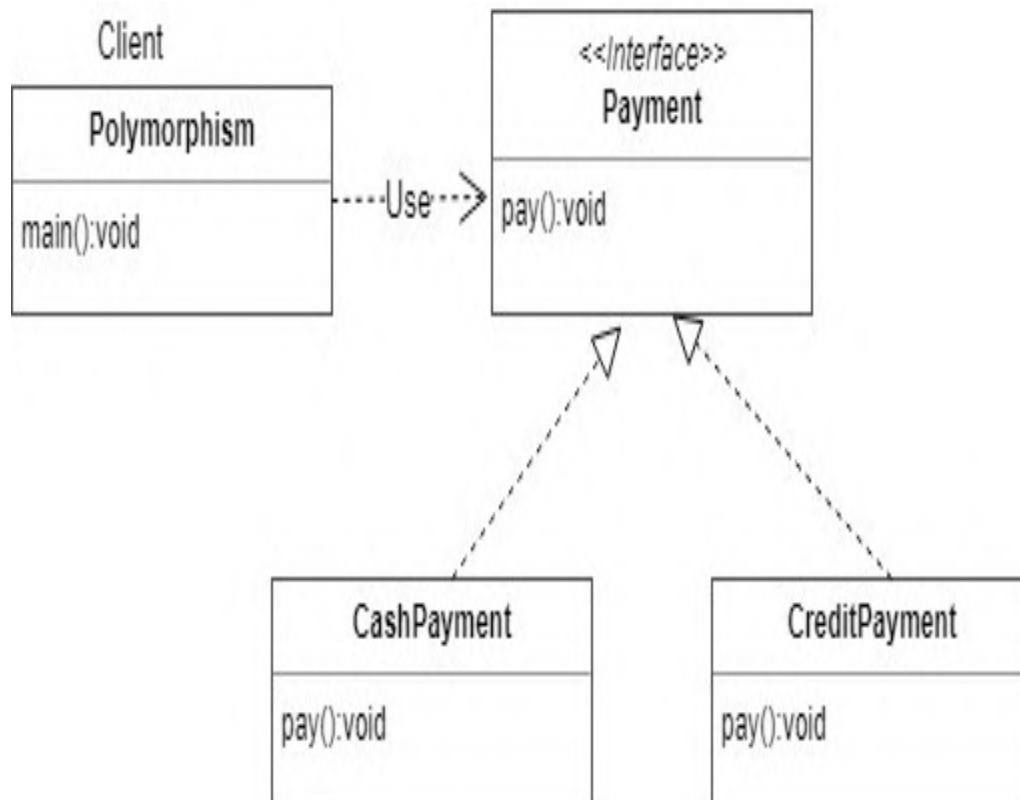 Client
Polymorphism
main():void
Use
<<Interface>>
Payment
pay():void
CashPayment
pay():void
CreditPayment
pay():void